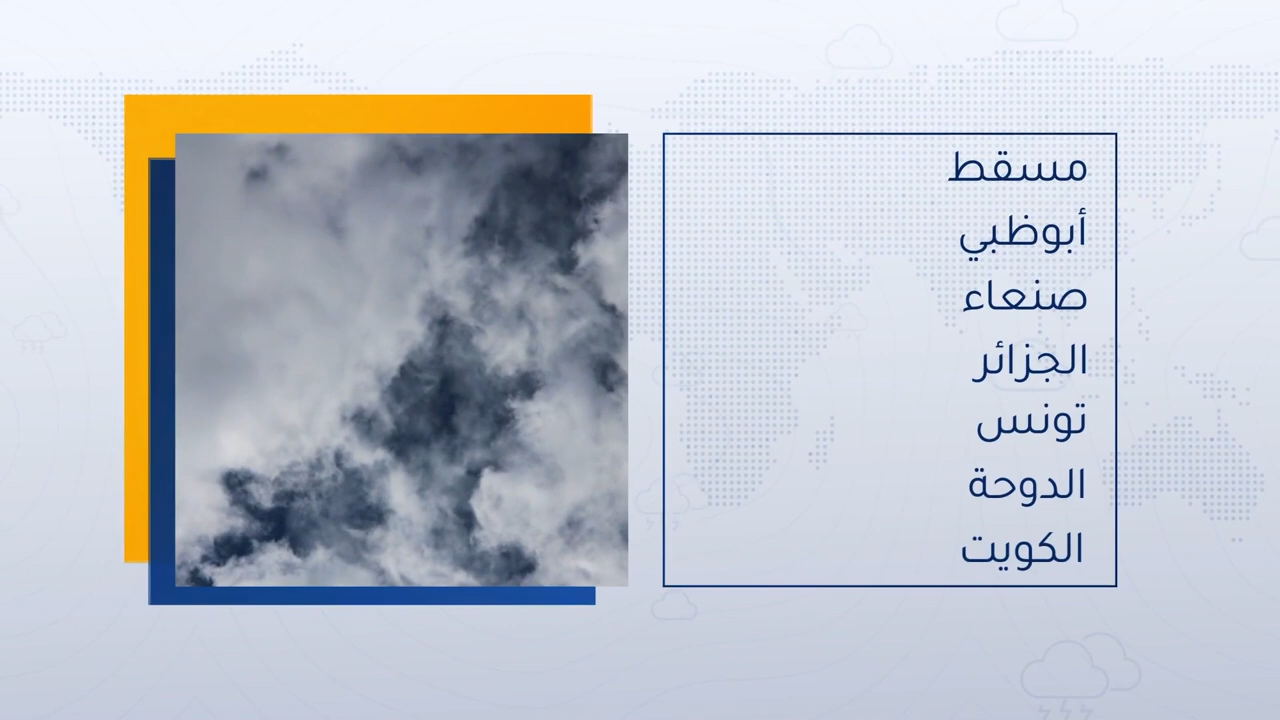 مسقط
أبوظبي
صنعاء
الجزائر
تونس
الدوحة
الكويت